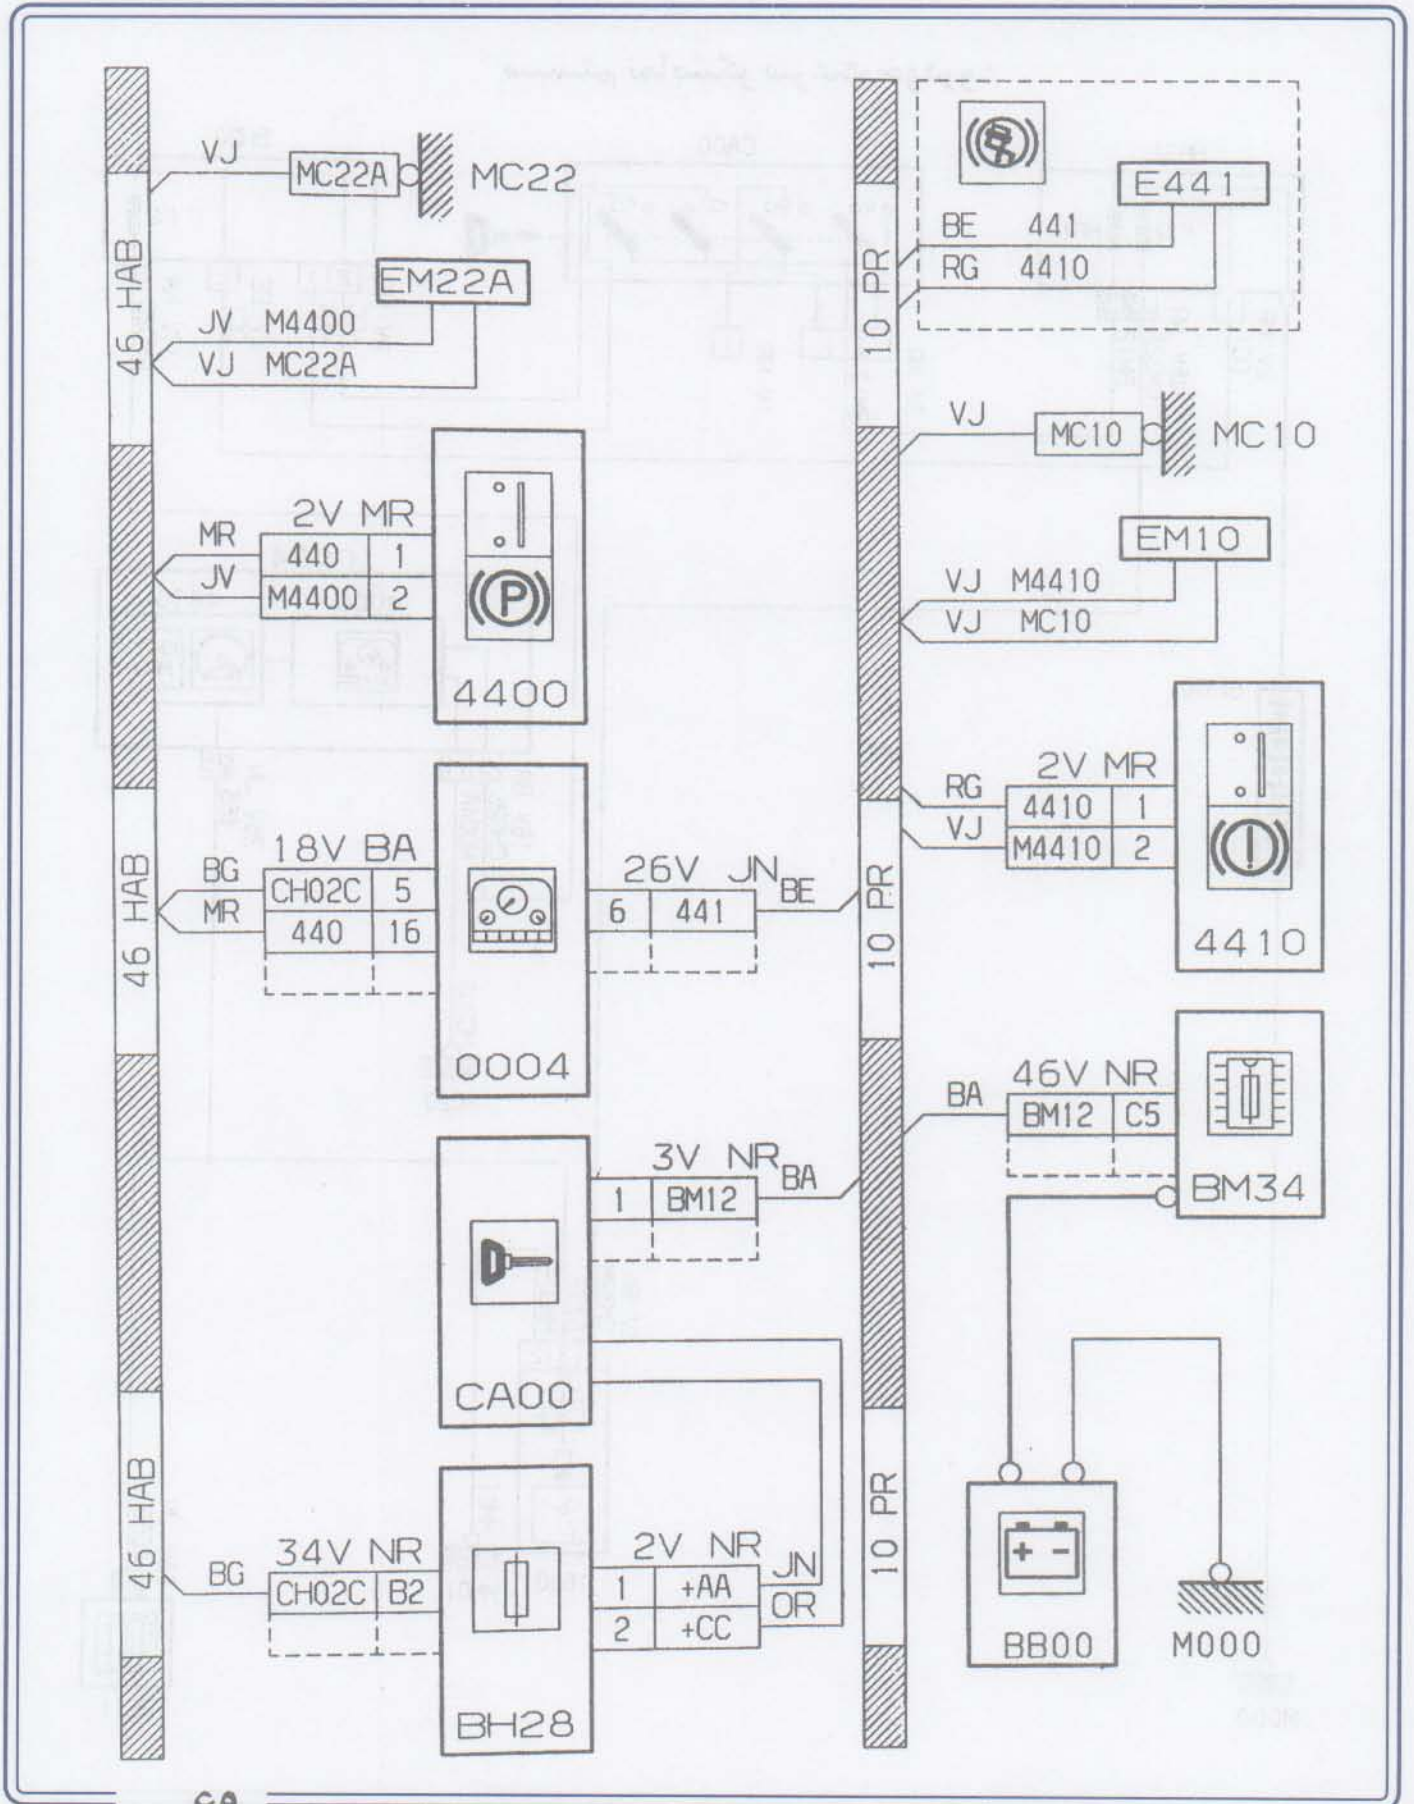 VJ
MC22A
MC22
46 HAB
EM22A
JV M4400
VJ MC22A
2V MR
MR
440 1
JV
M4400 2
P
4400
46 HAB
18V BA
BG
CH02C 5
MR
440 16
26V JN
BE
6 441
0004
3V NR
BA
1 BM12
CA00
46 HAB
34V NR
BG
CH02C B2
2V NR
JN
1 +AA
OR
2 +CC
BH28
10 PR
E441
BE 441
RG 4410
VJ
MC10
MC10
EM10
VJ M4410
VJ MC10
2V MR
RG
4410 1
VJ
M4410 2
!
4410
10 PR
46V NR
BA
BM12 C5
BM34
10 PR
+ -
BB00
M000